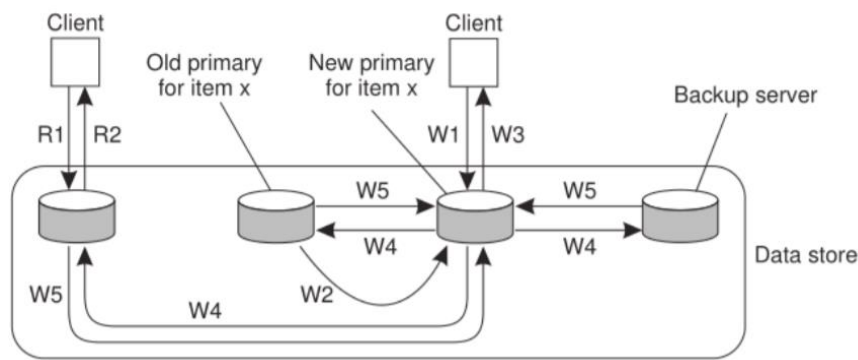 Client
Client
Old primary
for item x
New primary
for item x
Backup server
R1
R2
W1
W3
W5
W5
W4
W4
Data store
W5
W4
W2